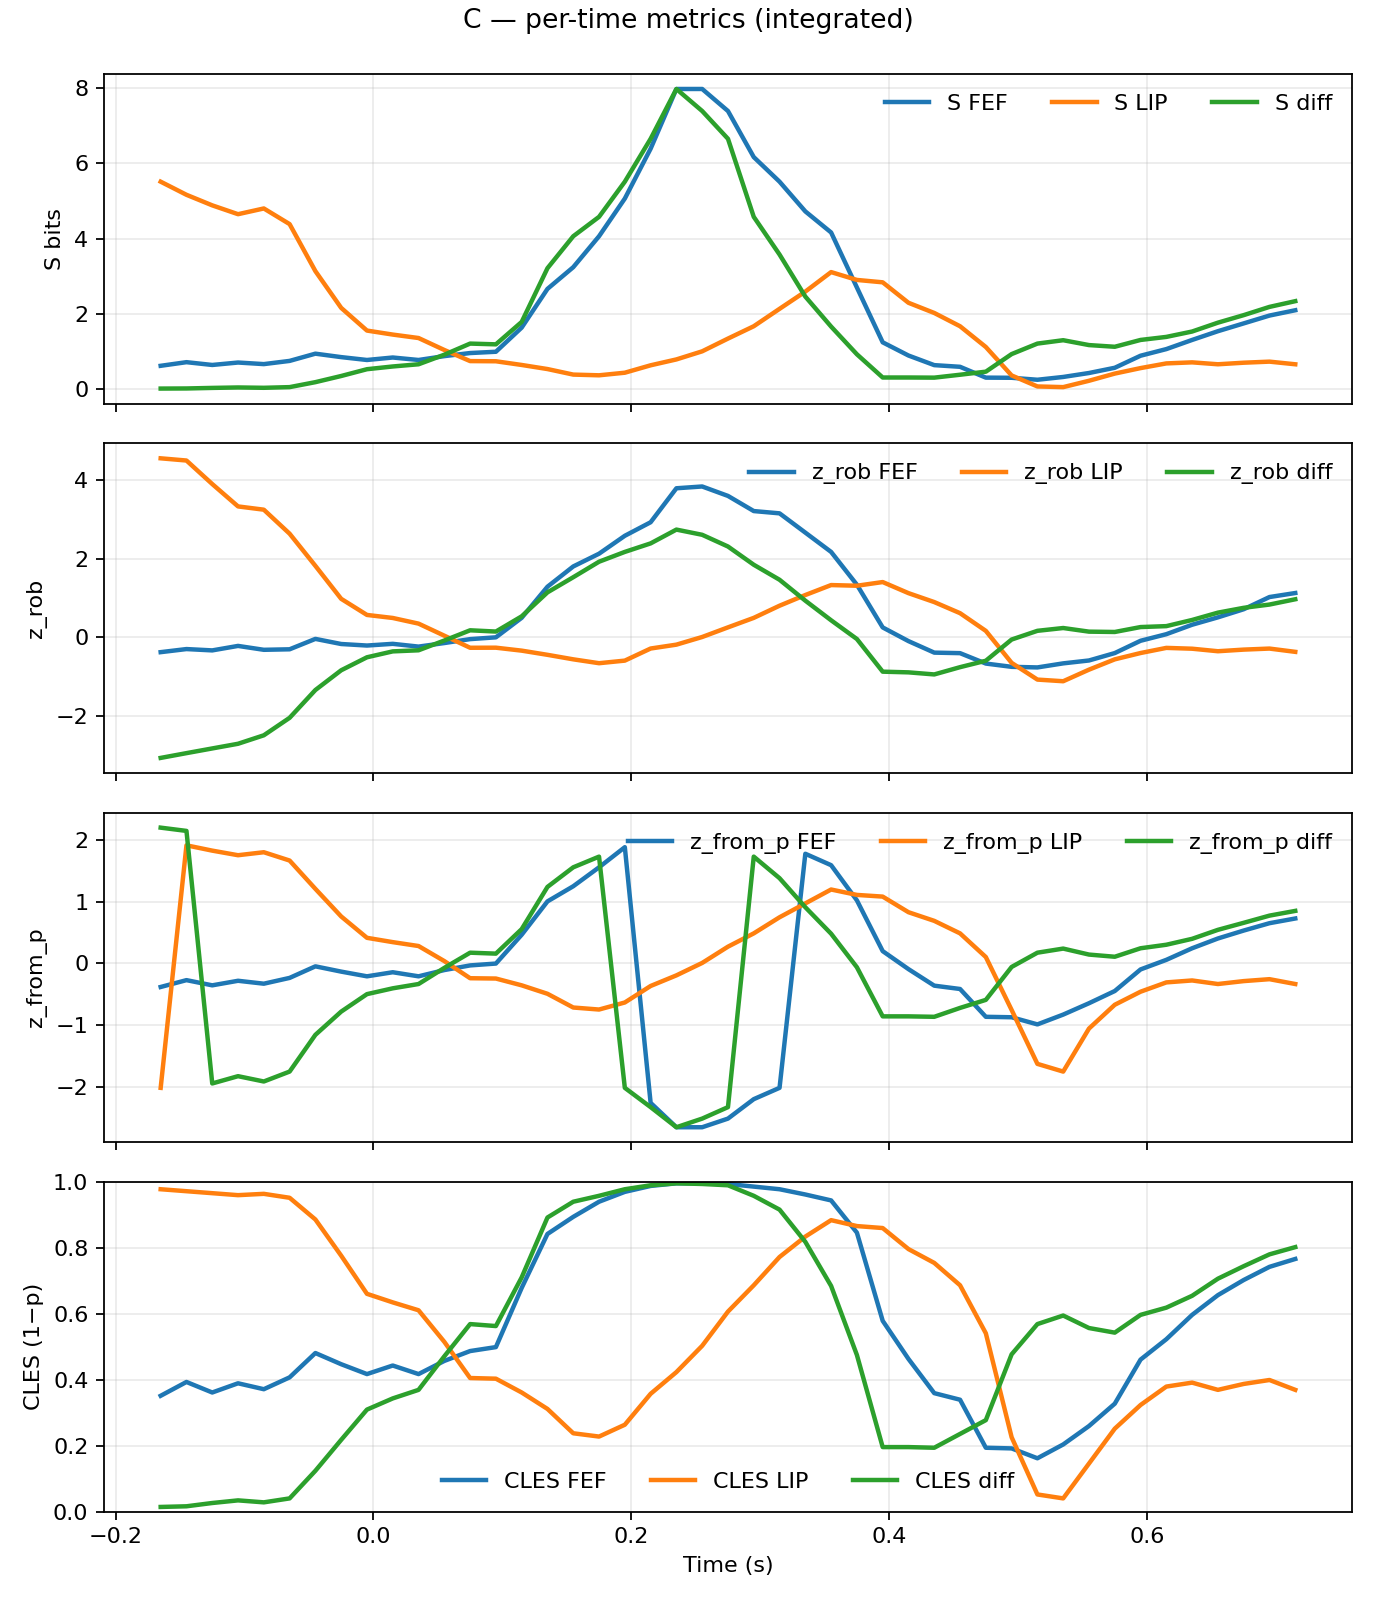 C — per-time metrics (integrated)
S FEF S LIP S diff
8
6
4
2
0
S bits
z_rob FEF z_rob LIP z_rob diff
4
2
0
−2
z_rob
z_from_p FEF z_from_p LIP z_from_p diff
2
1
0
−1
−2
z_from_p
1.0
0.8
0.6
0.4
0.2
0.0
CLES (1−p)
CLES FEF CLES LIP CLES diff
−0.2 0.0 0.2 0.4 0.6
Time (s)